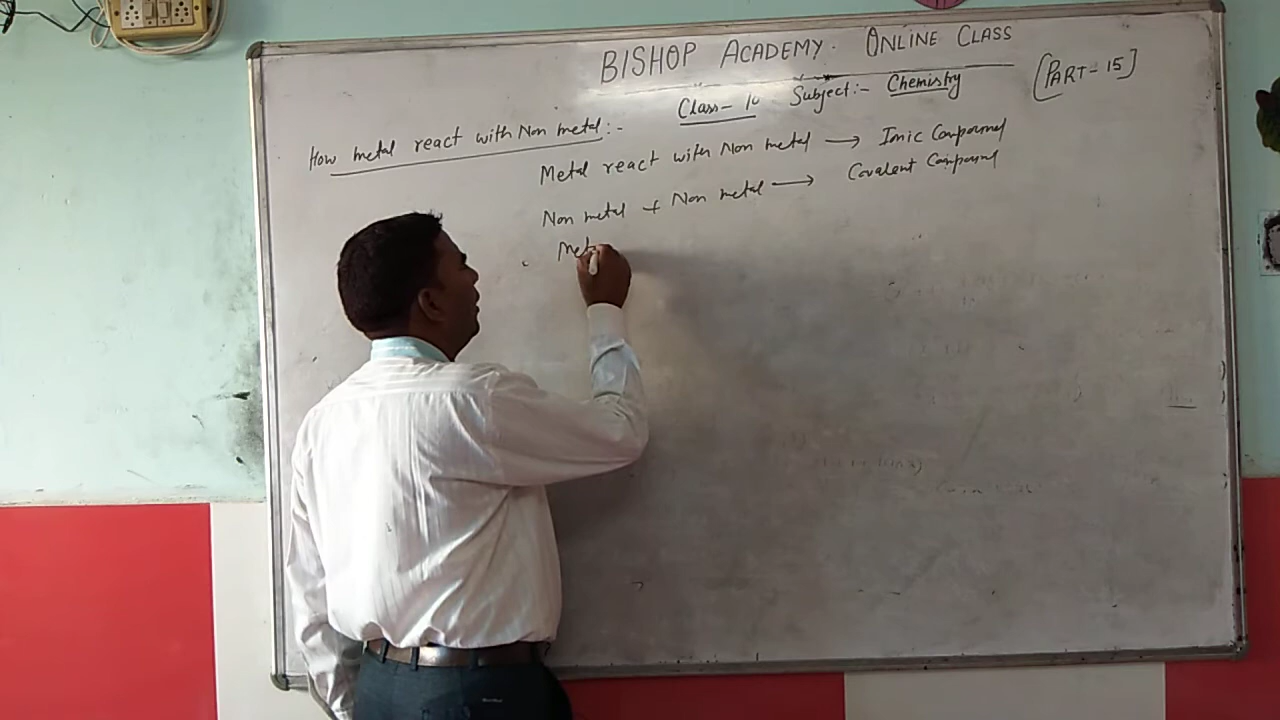 BISHOP ACADEMY. ONLINE CLASS
Class-10 Subject:- Chemistry [PART-15]
How metal react with Non metal:-
Metal react with Non metal → Ionic Compound
Non metal + Non metal → Covalent Compound
Met